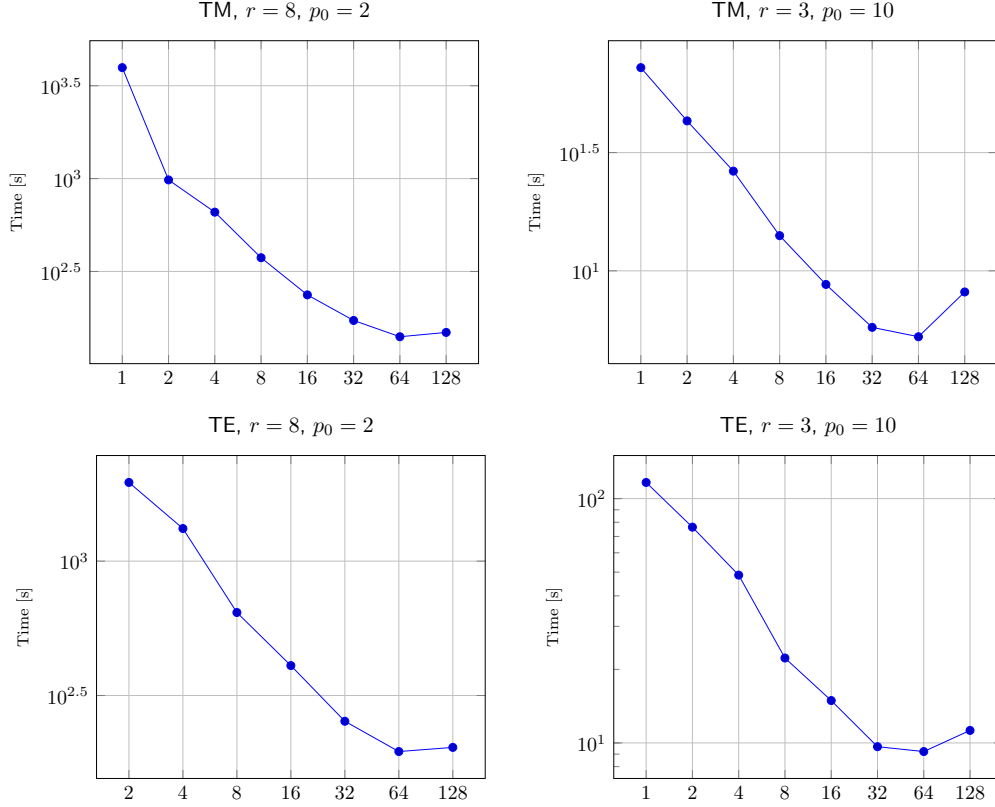 TM, r = 8, p₀ = 2
10^3.5
10^3
10^2.5
Time [s]
1 2 4 8 16 32 64 128
TM, r = 3, p₀ = 10
10^1.5
10^1
Time [s]
1 2 4 8 16 32 64 128
TE, r = 8, p₀ = 2
10^3
10^2.5
Time [s]
2 4 8 16 32 64 128
TE, r = 3, p₀ = 10
10^2
10^1
Time [s]
1 2 4 8 16 32 64 128